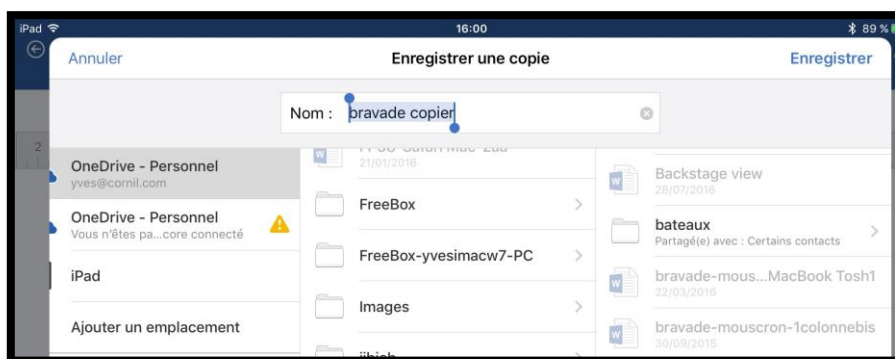 iPad 16:00 89 %
Annuler Enregistrer une copie Enregistrer
Nom : bravade copier
2
OneDrive - Personnel
yves@cornil.com
OneDrive - Personnel
Vous n'êtes pa...core connecté
iPad
Ajouter un emplacement
21/01/2016
FreeBox
FreeBox-yvesimacw7-PC
Images
Backstage view
28/07/2016
bateaux
Partagé(e) avec : Certains contacts
bravade-mous...MacBook Tosh1
22/03/2016
bravade-mouscron-1colonnebis
30/09/2015